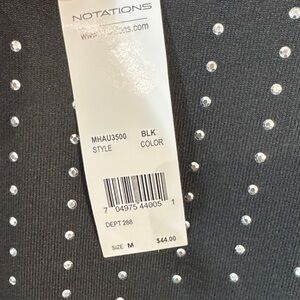 NOTATIONS
MHAU3500 BLK
STYLE COLOR
7 04975 44005 1
DEPT 288
SIZE M $44.00